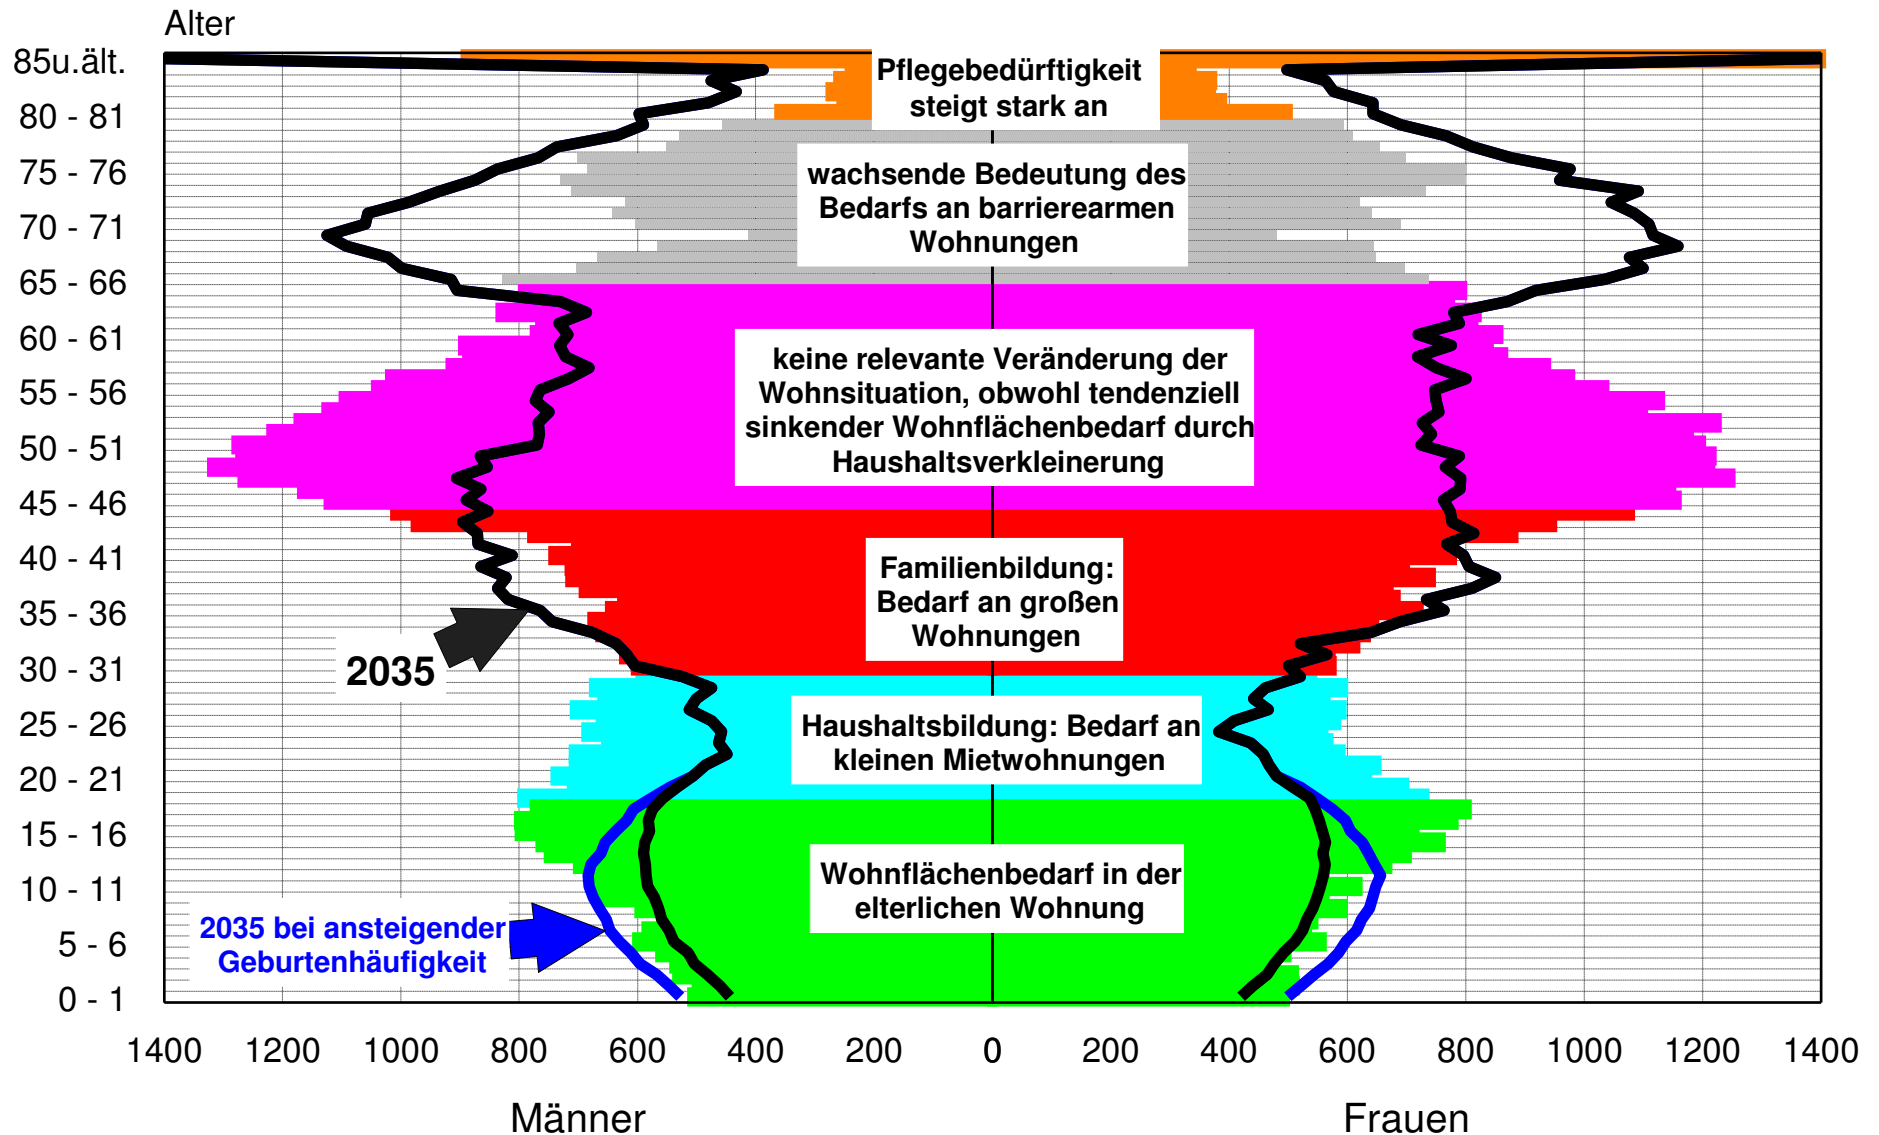 Alter
85u.ält.
80 - 81
75 - 76
70 - 71
65 - 66
60 - 61
55 - 56
50 - 51
45 - 46
40 - 41
35 - 36
30 - 31
25 - 26
20 - 21
15 - 16
10 - 11
5 - 6
0 - 1
Pflegebedürftigkeit
steigt stark an
wachsende Bedeutung des
Bedarfs an barrierearmen
Wohnungen
keine relevante Veränderung der
Wohnsituation, obwohl tendenziell
sinkender Wohnflächenbedarf durch
Haushaltsverkleinerung
Familienbildung:
Bedarf an großen
Wohnungen
2035
Haushaltsbildung: Bedarf an
kleinen Mietwohnungen
Wohnflächenbedarf in der
elterlichen Wohnung
2035 bei ansteigender
Geburtenhäufigkeit
1400 1200 1000 800 600 400 200 0 200 400 600 800 1000 1200 1400
Männer Frauen